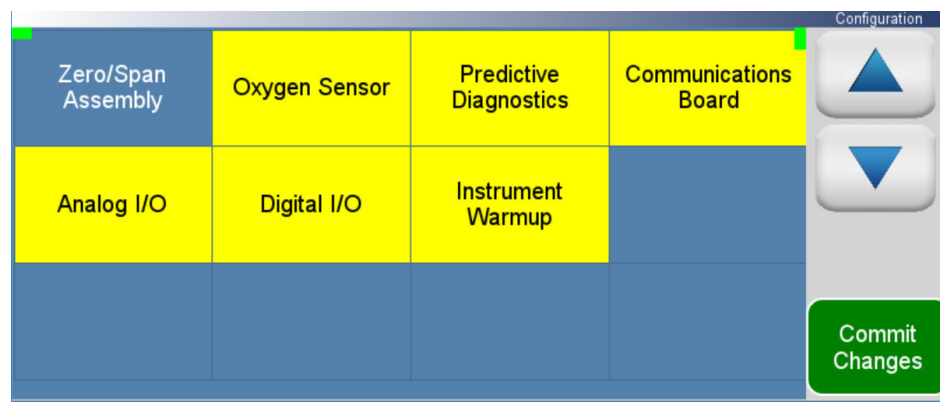 Configuration
Zero/Span
Assembly
Oxygen Sensor
Predictive
Diagnostics
Communications
Board
Analog I/O
Digital I/O
Instrument
Warmup
Commit
Changes